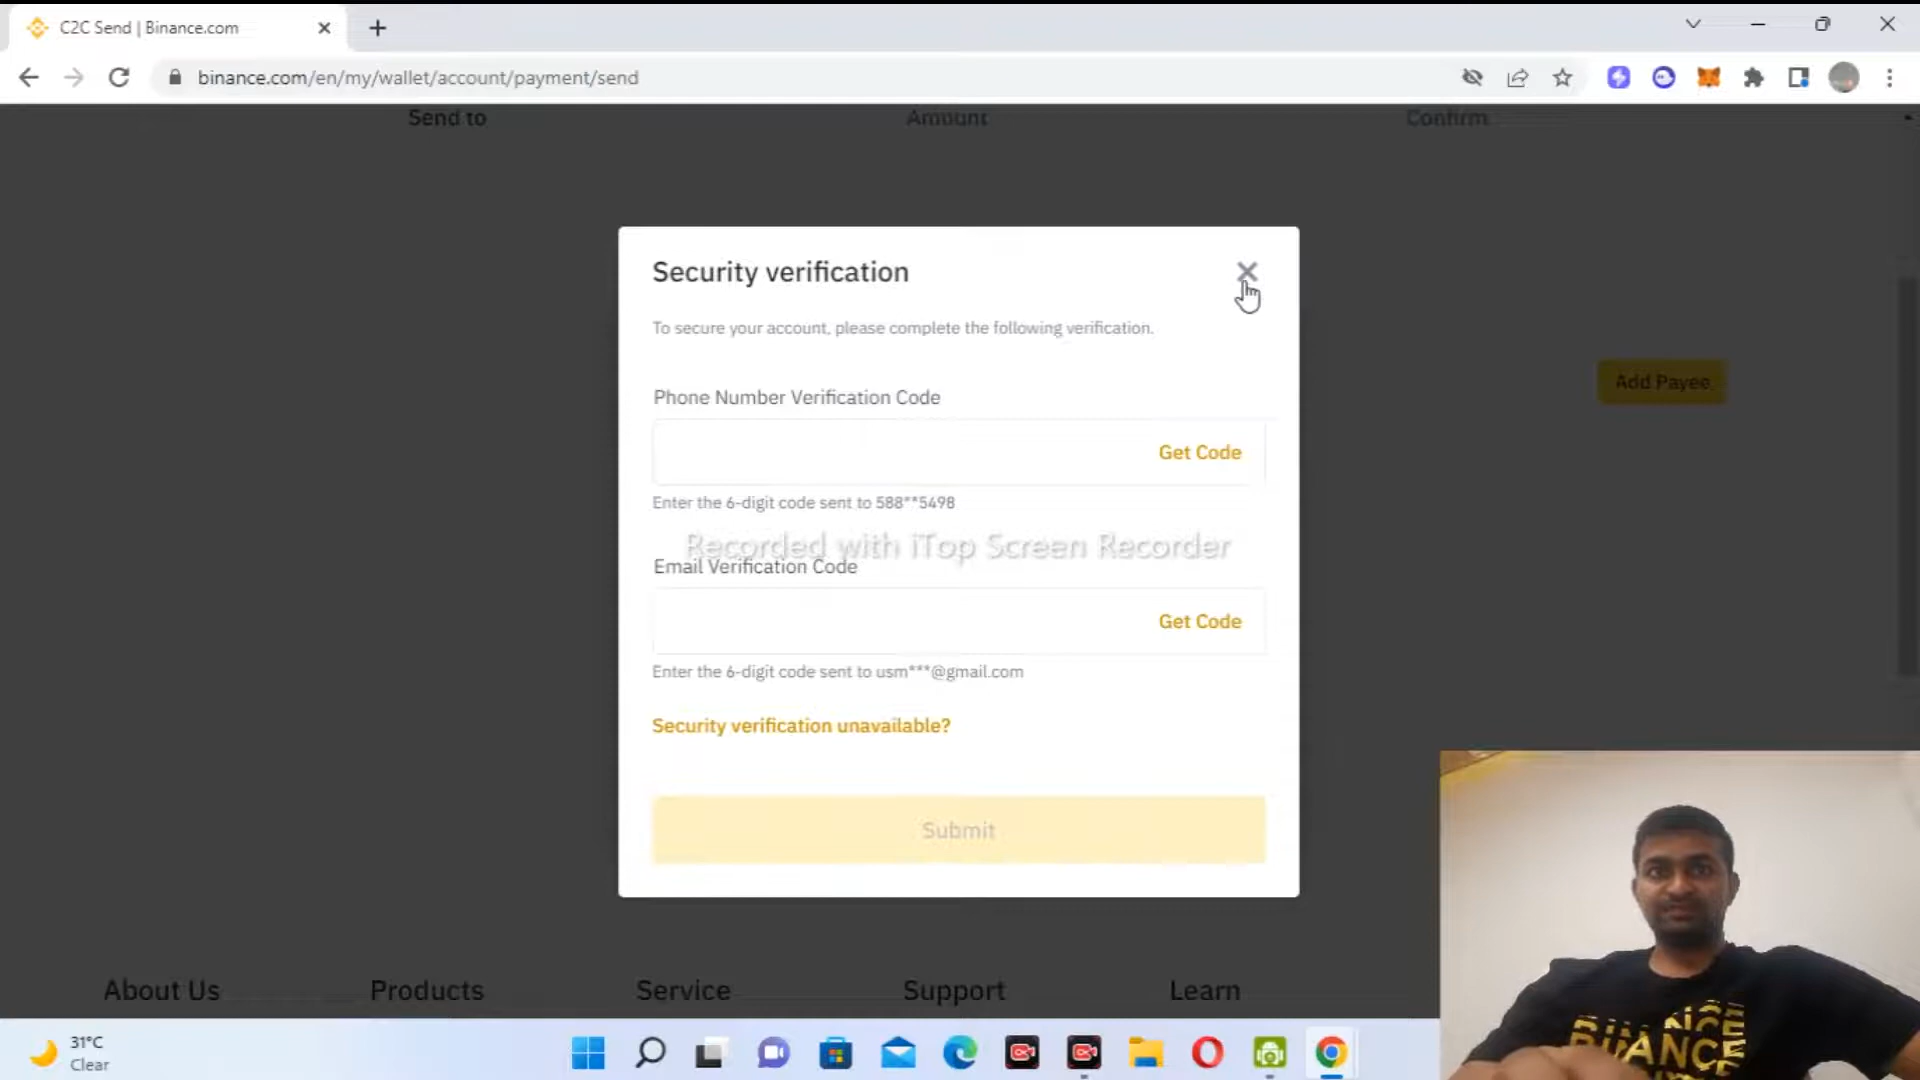 C2C Send | Binance.com
binance.com/en/my/wallet/account/payment/send
Send to
Amount
Confirm
Security verification
To secure your account, please complete the following verification.
Add Payee
Phone Number Verification Code
Get Code
Enter the 6-digit code sent to 588**5498
Recorded with iTop Screen Recorder
Email Verification Code
Get Code
Enter the 6-digit code sent to usm***@gmail.com
Security verification unavailable?
Submit
About Us
Products
Service
Support
Learn
31°C
Clear
BINANCE
BINANCE